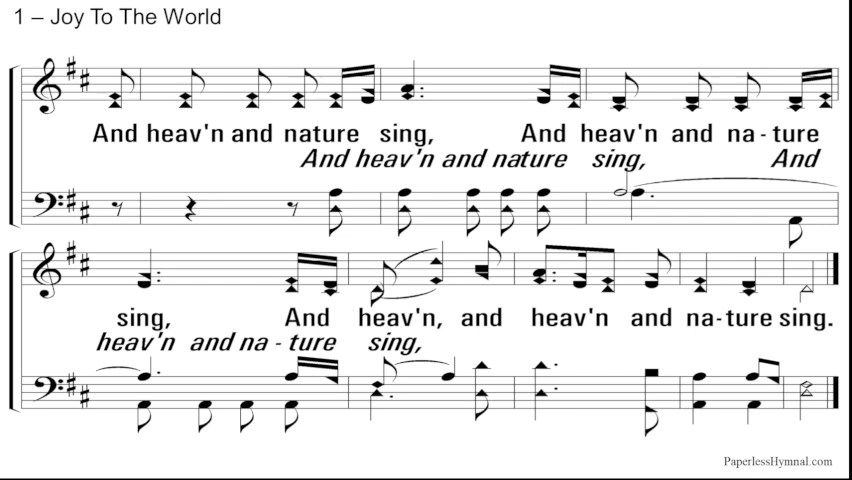 1 – Joy To The World
And heav'n and nature sing, And heav'n and na - ture
And heav'n and nature sing, And
sing, And heav'n, and heav'n and na - ture sing.
heav'n and na - ture sing,
PaperlessHymnal.com